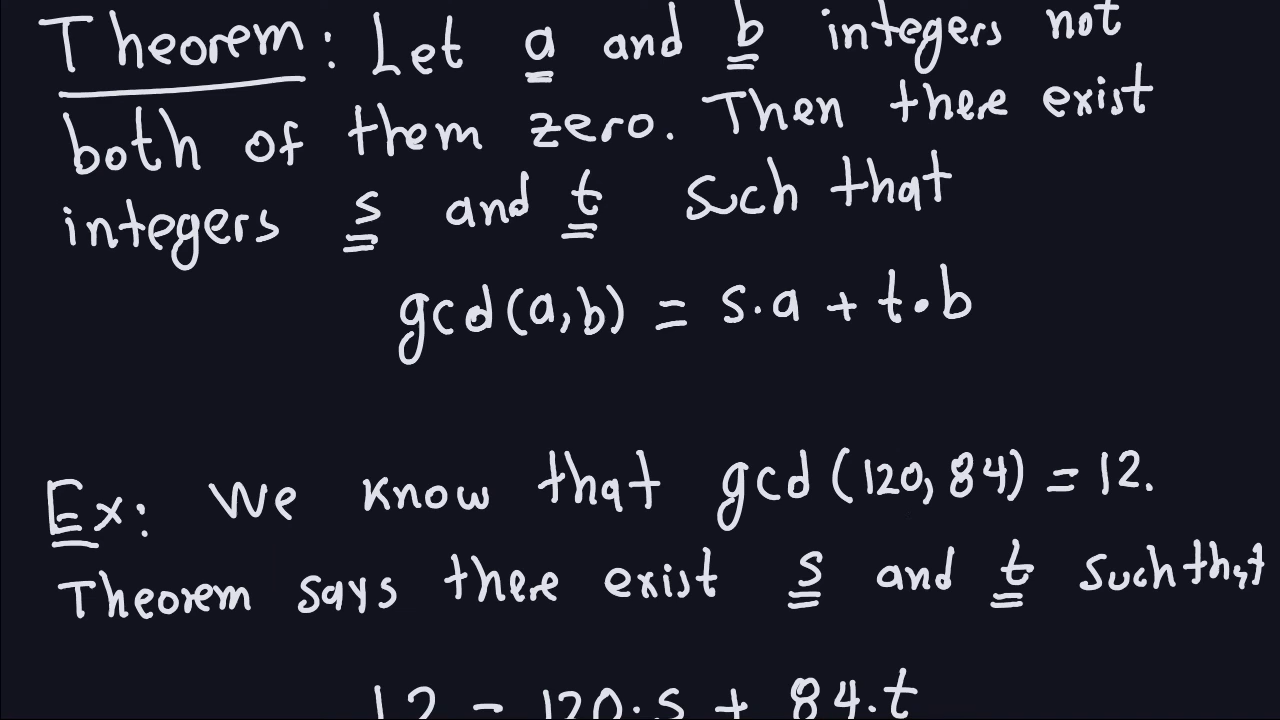 Theorem: Let a and b integers not
both of them zero. Then there exist
integers s and t such that
gcd(a,b) = s.a + t.b
Ex: We know that gcd(120, 84) = 12.
Theorem says there exist s and t such that
12 = 120.s + 84.t